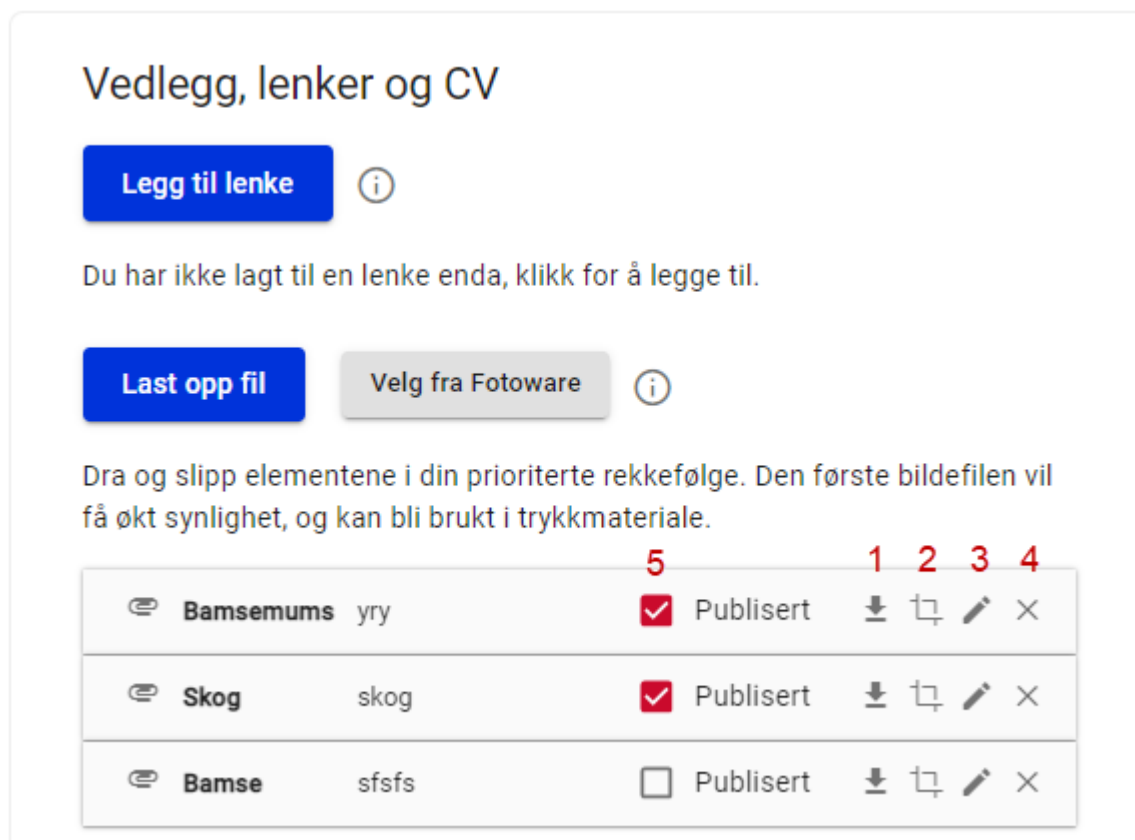 Vedlegg, lenker og CV
Legg til lenke
Du har ikke lagt til en lenke enda, klikk for å legge til.
Last opp fil Velg fra Fotoware
Dra og slipp elementene i din prioriterte rekkefølge. Den første bildefilen vil
få økt synlighet, og kan bli brukt i trykkmateriale.
5 1 2 3 4
Bamsemums yry Publisert
Skog skog Publisert
Bamse sfsfs Publisert